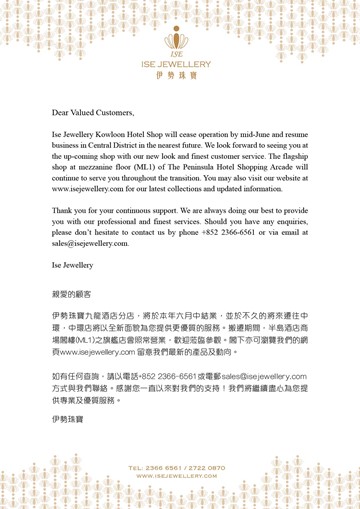 ISE
ISE JEWELLERY
伊勢珠寶
Dear Valued Customers,
Ise Jewellery Kowloon Hotel Shop will cease operation by mid-June and resume
business in Central District in the nearest future. We look forward to seeing you at
the up-coming shop with our new look and finest customer service. The flagship
shop at mezzanine floor (ML1) of The Peninsula Hotel Shopping Arcade will
continue to serve you throughout the transition. You may also visit our website at
www.isejewellery.com for our latest collections and updated information.
Thank you for your continuous support. We are always doing our best to provide
you with our professional and finest services. Should you have any enquiries,
please don’t hesitate to contact us by phone +852 2366-6561 or via email at
sales@isejewellery.com.
Ise Jewellery
親愛的顧客
伊勢珠寶九龍酒店分店，將於本年六月中結業，並於不久的將來遷往中
環，中環店將以全新面貌為您提供更優質的服務。搬遷期間，半島酒店商
場閣樓(ML1)之旗艦店會照常營業，歡迎蒞臨參觀。閣下亦可瀏覽我們的網
頁www.isejewellery.com 留意我們最新的產品及動向。
如有任何查詢，請以電話+852 2366-6561或電郵sales@isejewellery.com
方式與我們聯絡。感謝您一直以來對我們的支持！我們將繼續盡心為您提
供專業及優質服務。
伊勢珠寶
TEL: 2366 6561 / 2722 0870
WWW.ISEJEWELLERY.COM